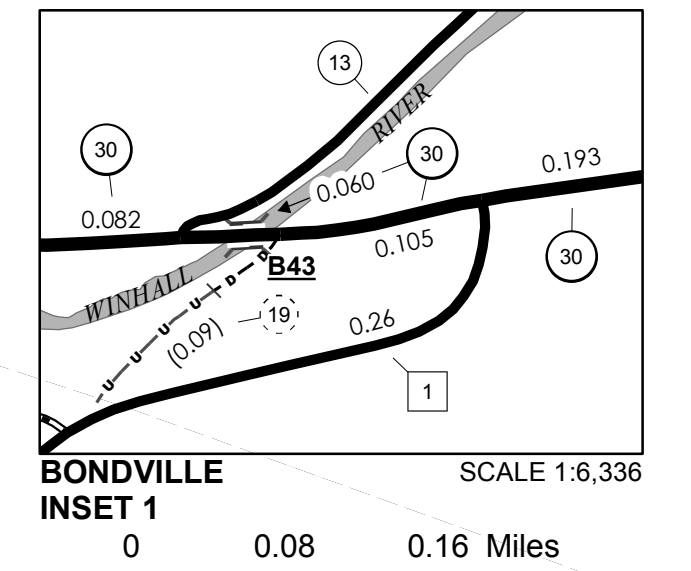 13
RIVER
30
30
0.193
0.060
0.082
0.105
B43
30
WINHALL
U U U U D D
19
(0.09)
0.26
1
BONDVILLE
INSET 1
SCALE 1:6,336
0 0.08 0.16 Miles